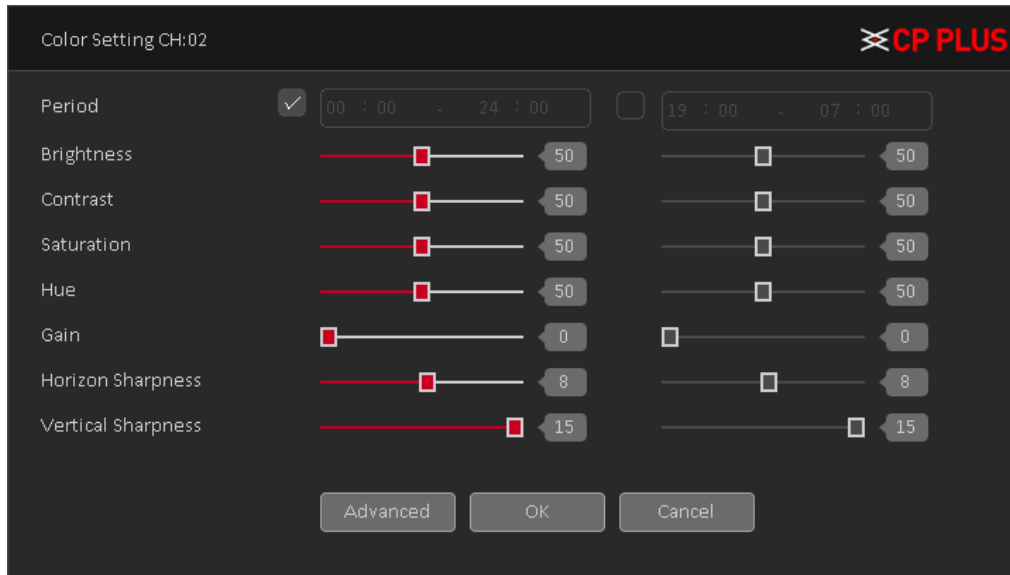 Color Setting CH:02 CP PLUS
Period 00 : 00 - 24 : 00 19 : 00 - 07 : 00
Brightness 50 50
Contrast 50 50
Saturation 50 50
Hue 50 50
Gain 0 0
Horizon Sharpness 8 8
Vertical Sharpness 15 15
Advanced OK Cancel